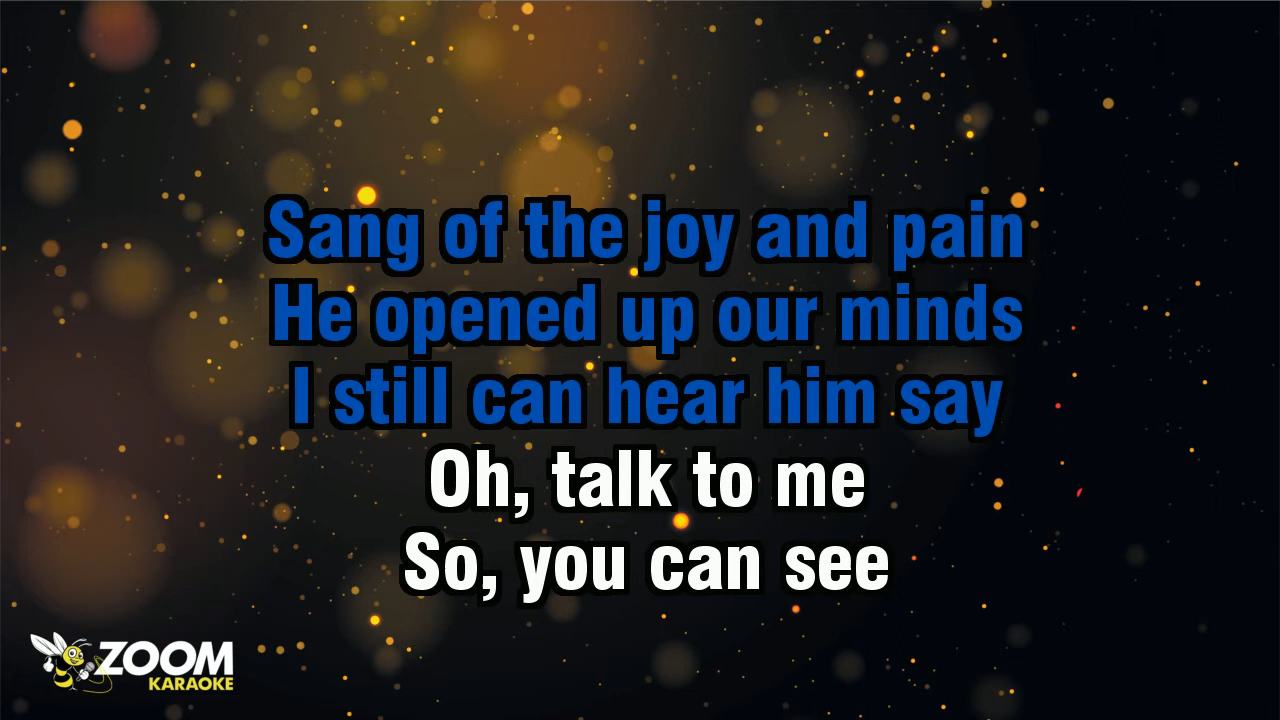 Sang of the joy and pain
He opened up our minds
I still can hear him say
Oh, talk to me
So, you can see
ZOOM
KARAOKE